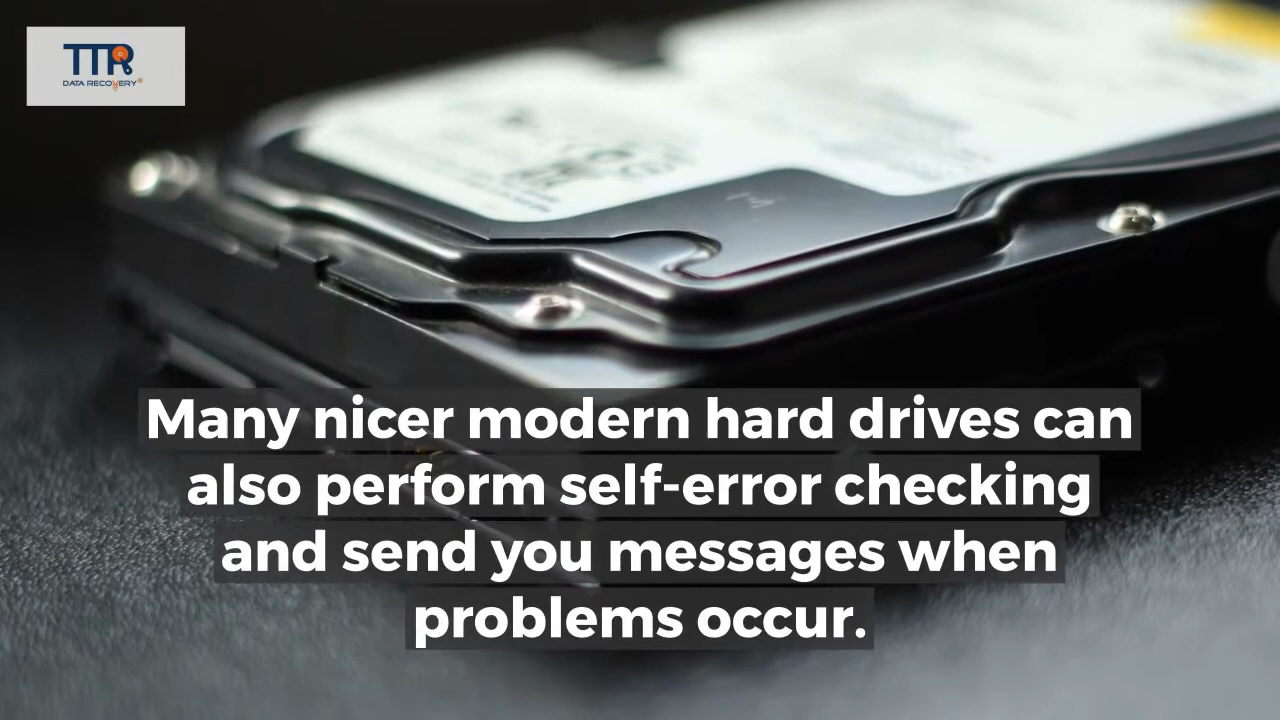 TTR
DATA RECOVERY
Many nicer modern hard drives can
also perform self-error checking
and send you messages when
problems occur.